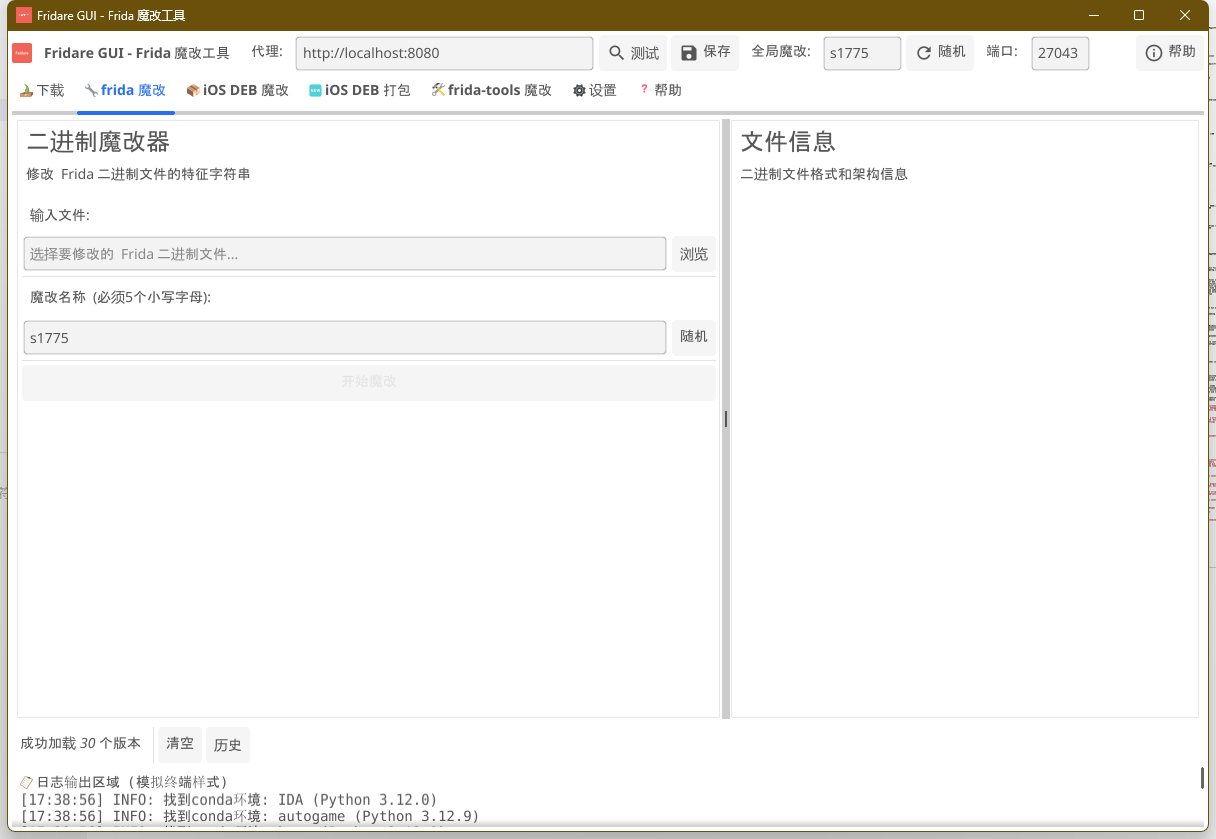 Fridare GUI - Frida 魔改工具
Fridare GUI - Frida 魔改工具 代理: http://localhost:8080 测试 保存 全局魔改: s1775 随机 端口: 27043 帮助
下载 frida 魔改 iOS DEB 魔改 iOS DEB 打包 frida-tools 魔改 设置 帮助
二进制魔改器
修改 Frida 二进制文件的特征字符串
输入文件:
选择要修改的 Frida 二进制文件... 浏览
魔改名称 (必须5个小写字母):
s1775 随机
开始魔改
文件信息
二进制文件格式和架构信息
成功加载 30 个版本 清空 历史
日志输出区域 (模拟终端样式)
[17:38:56] INFO: 找到conda环境: IDA (Python 3.12.0)
[17:38:56] INFO: 找到conda环境: autogame (Python 3.12.9)